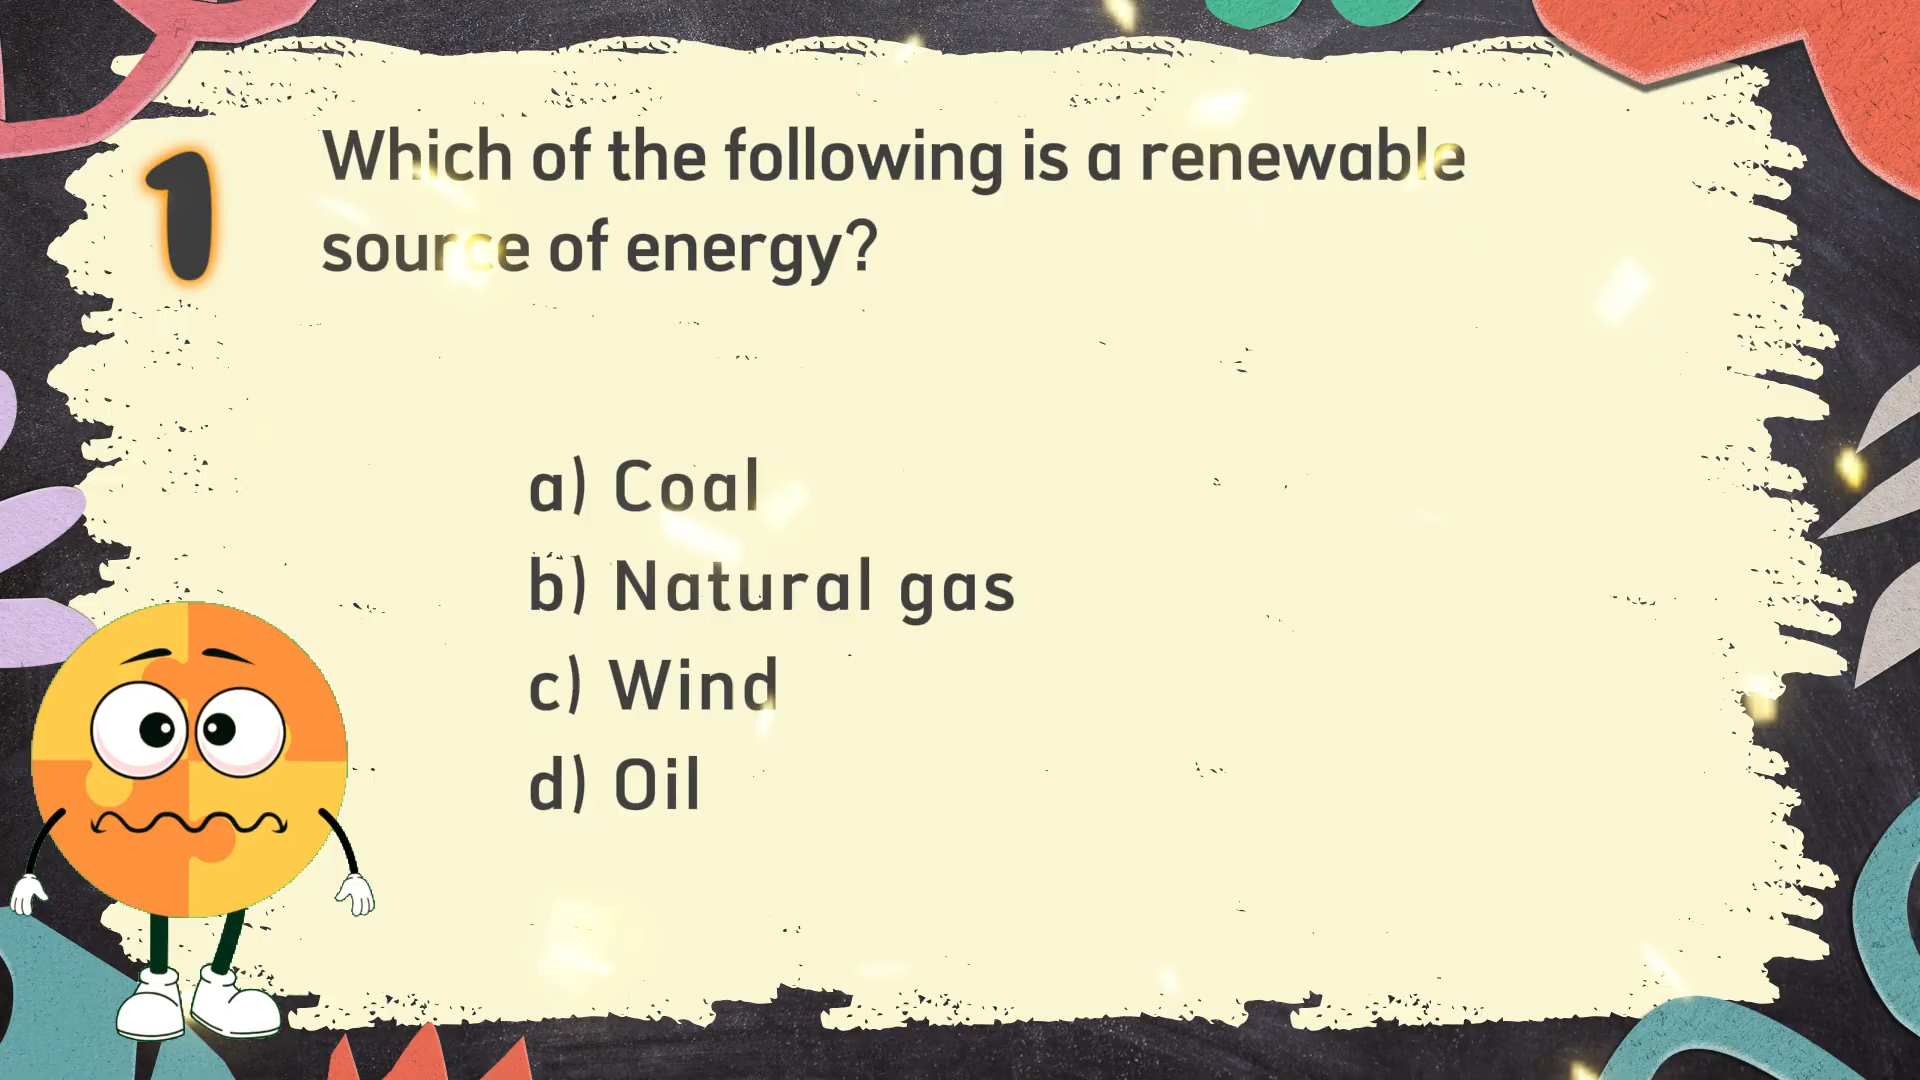 1
Which of the following is a renewable
source of energy?
a) Coal
b) Natural gas
c) Wind
d) Oil